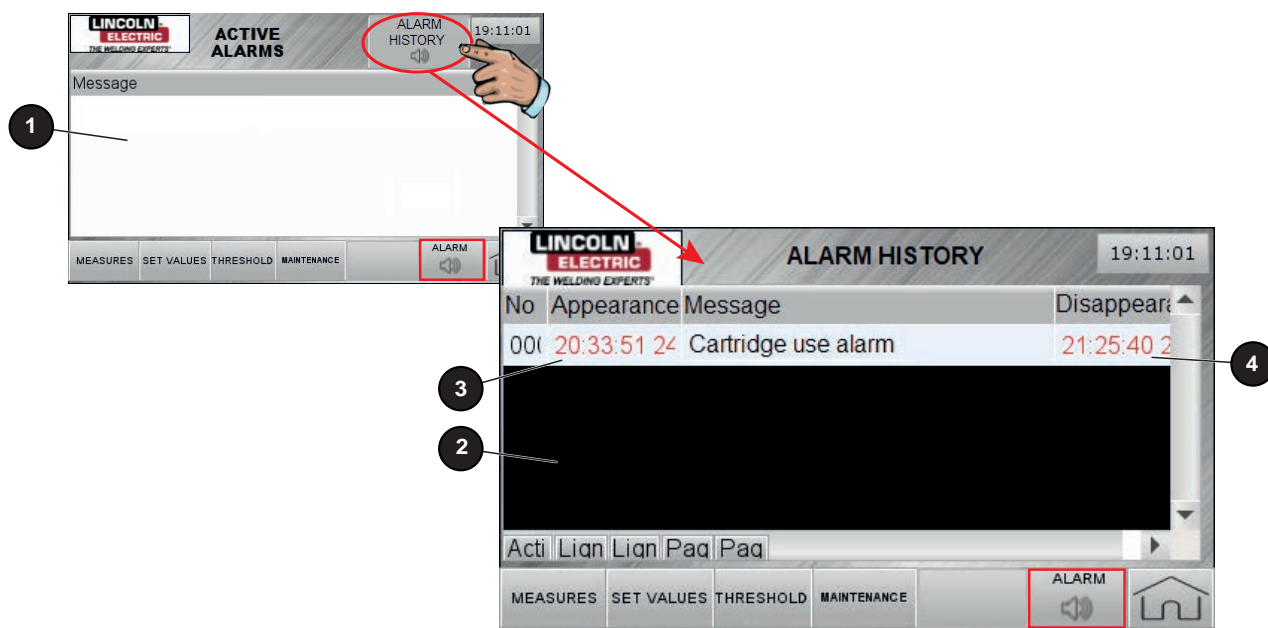 LINCOLN
ELECTRIC
THE WELDING EXPERTS®
ACTIVE
ALARMS
ALARM
HISTORY
19:11:01
Message
1
MEASURES SET VALUES THRESHOLD MAINTENANCE
ALARM
LINCOLN
ELECTRIC
THE WELDING EXPERTS®
ALARM HISTORY
19:11:01
No Appearance Message Disappeara
000 20:33:51 24 Cartridge use alarm 21:25:40 2
3
4
2
Acti Lign Lign Pag Pag
MEASURES SET VALUES THRESHOLD MAINTENANCE
ALARM